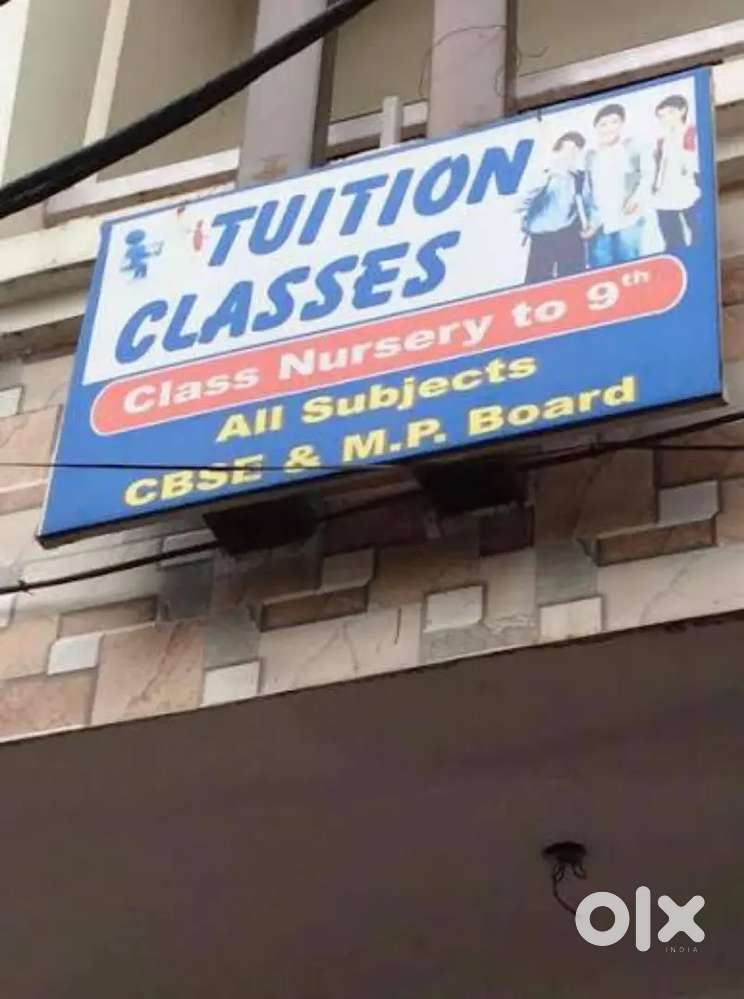 TUITION
CLASSES
Class Nursery to 9th
All Subjects
CBSE & M.P. Board
olx
INDIA